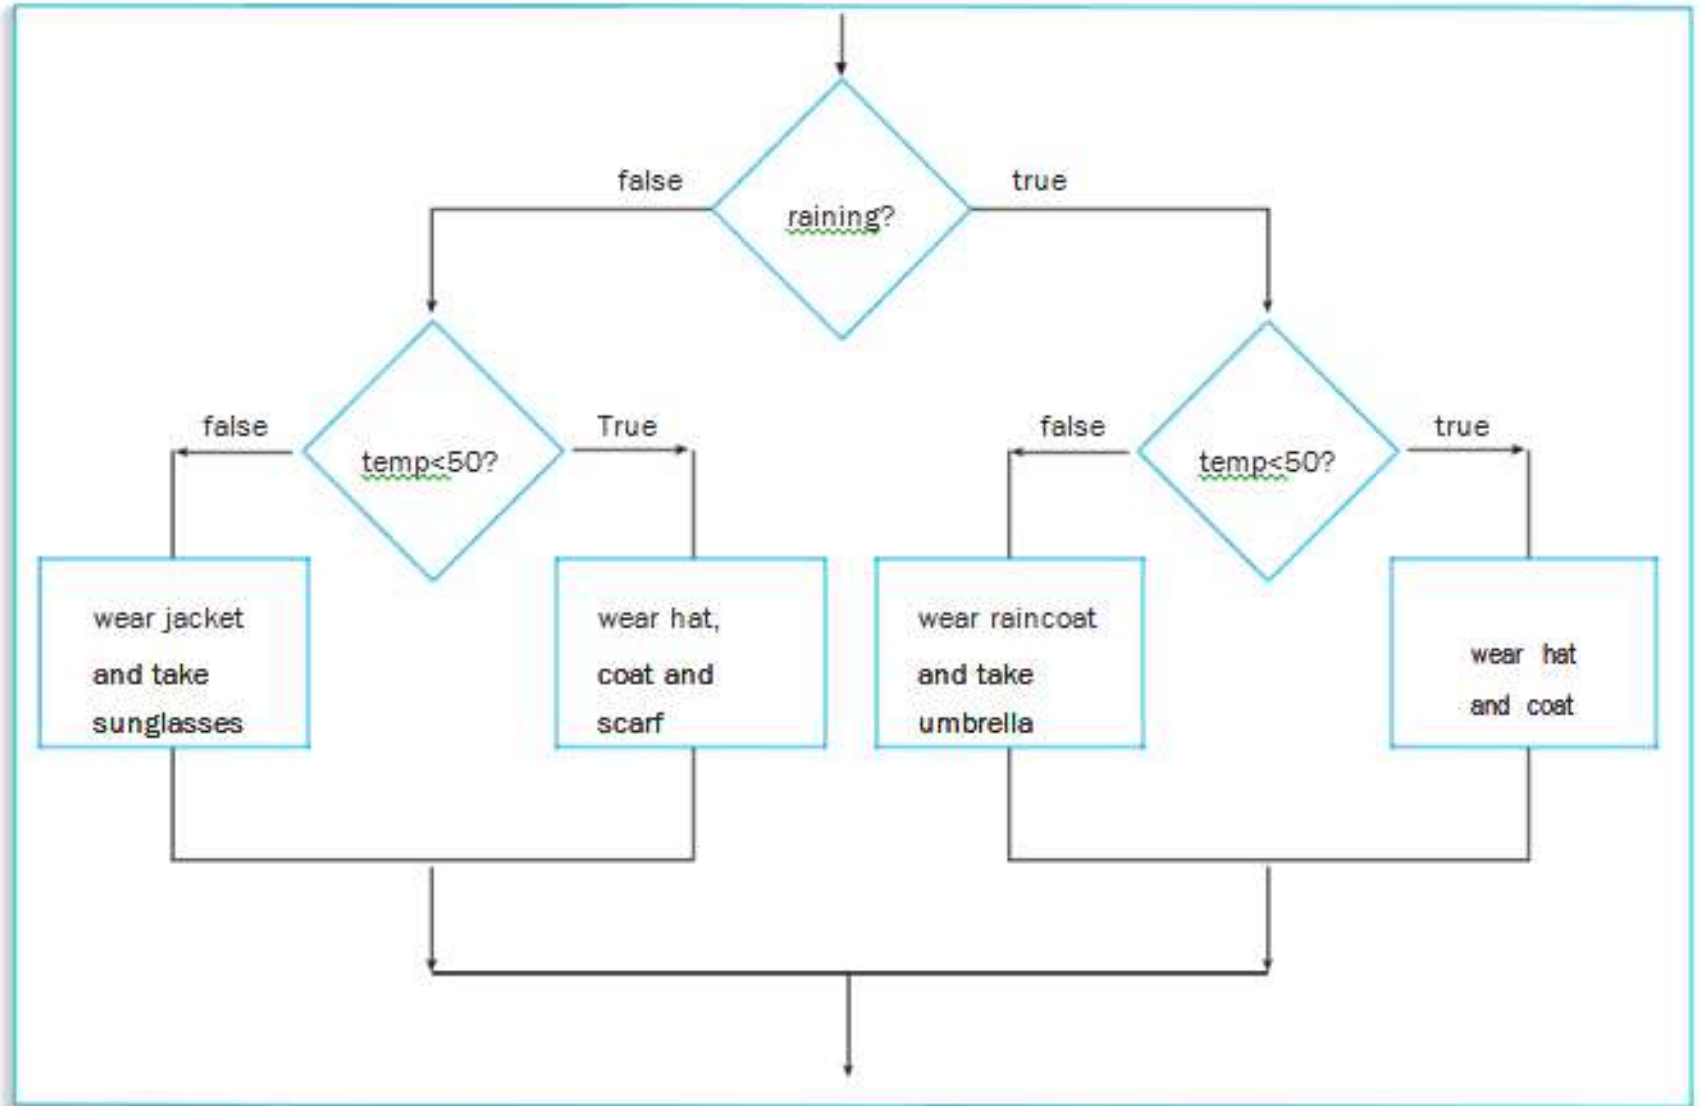 false
true
raining?
false
True
false
true
temp<50?
temp<50?
wear jacket
and take
sunglasses
wear hat,
coat and
scarf
wear raincoat
and take
umbrella
wear hat
and coat